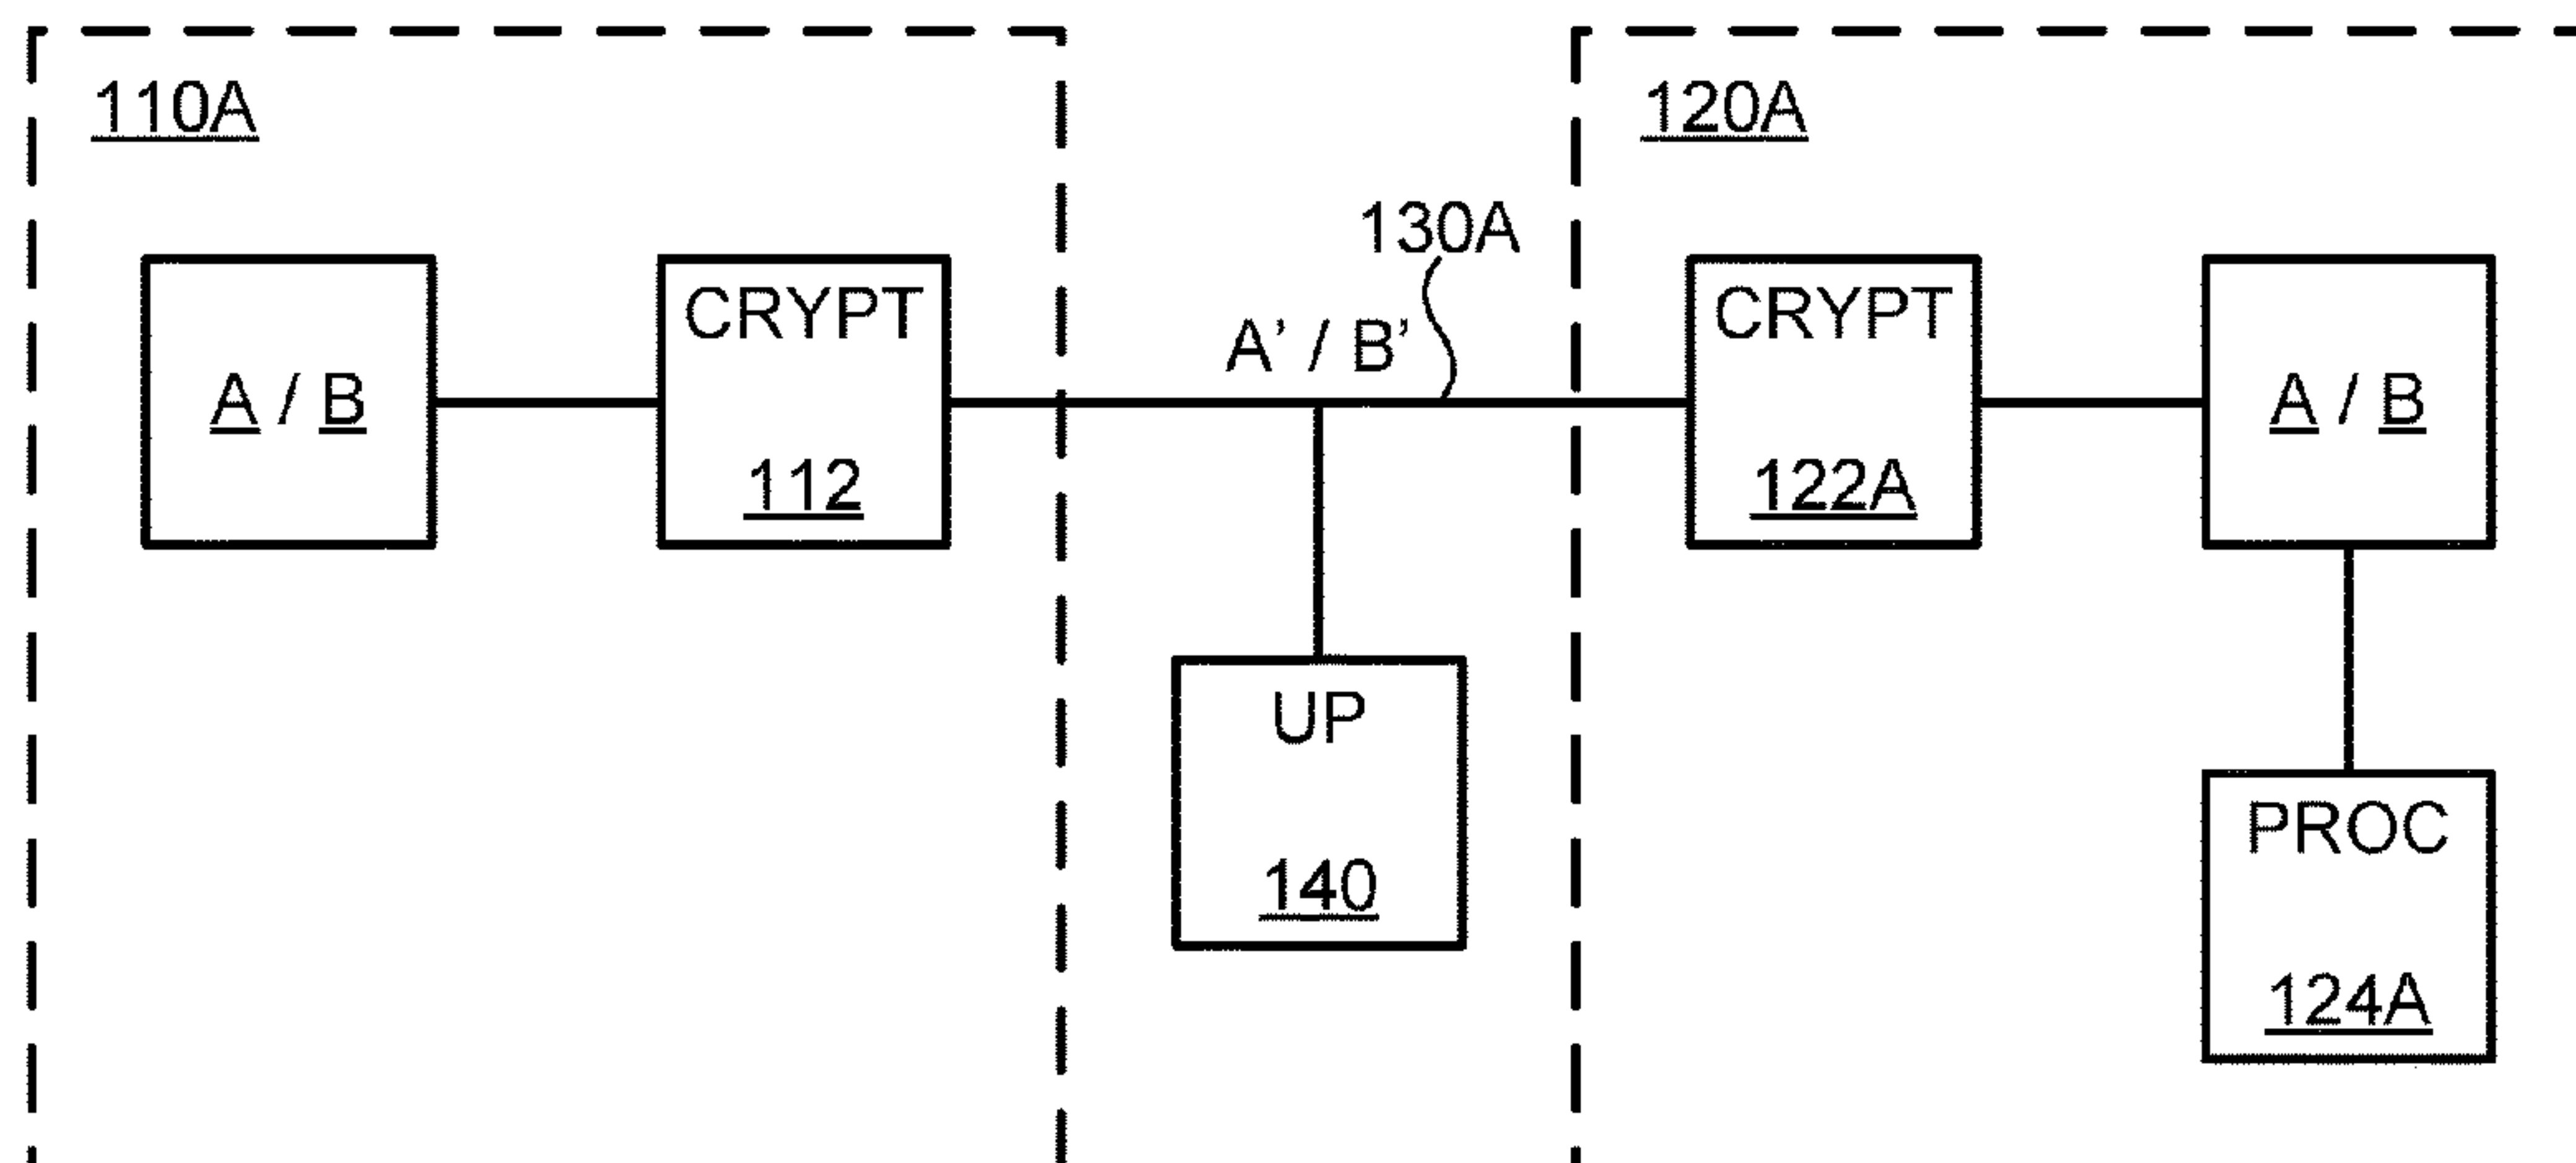 110A
120A
130A
A / B
CRYPT
112
A’ / B’
CRYPT
122A
A / B
UP
140
PROC
124A